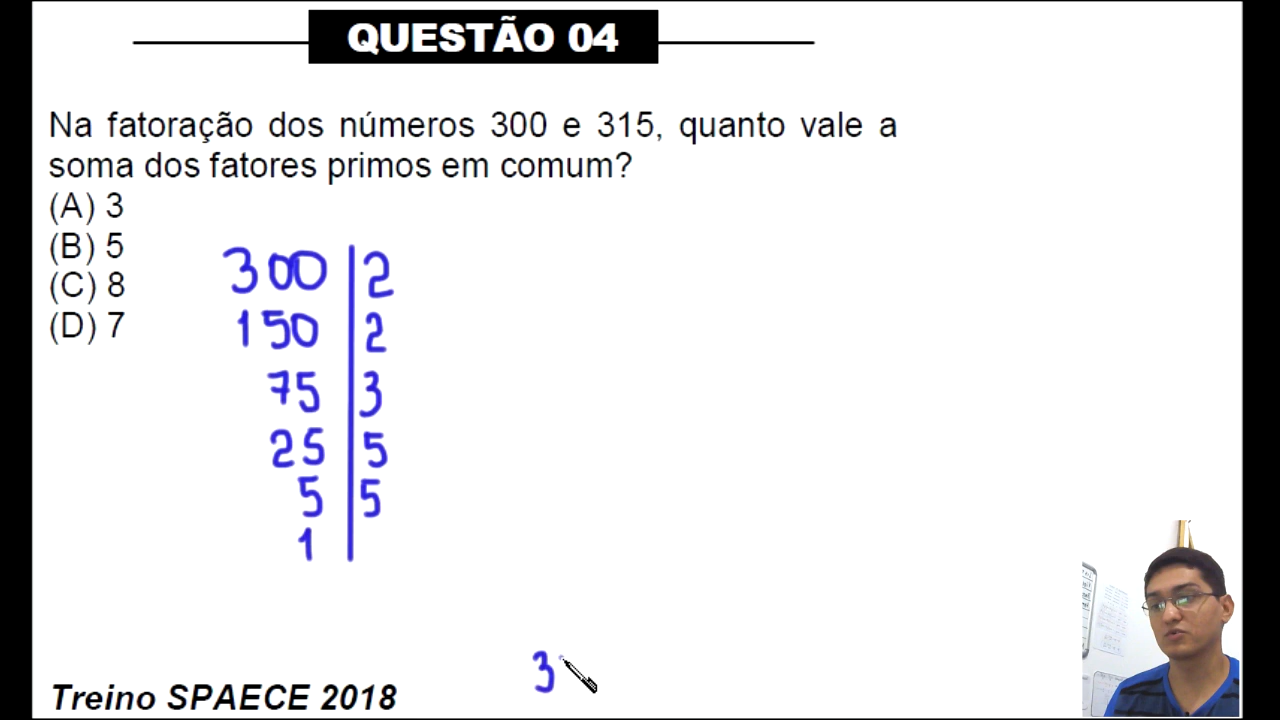 QUESTÃO 04
Na fatoração dos números 300 e 315, quanto vale a
soma dos fatores primos em comum?
(A) 3
(B) 5
(C) 8
(D) 7
300 2
150 2
75 3
25 5
5 5
1
3
Treino SPAECE 2018